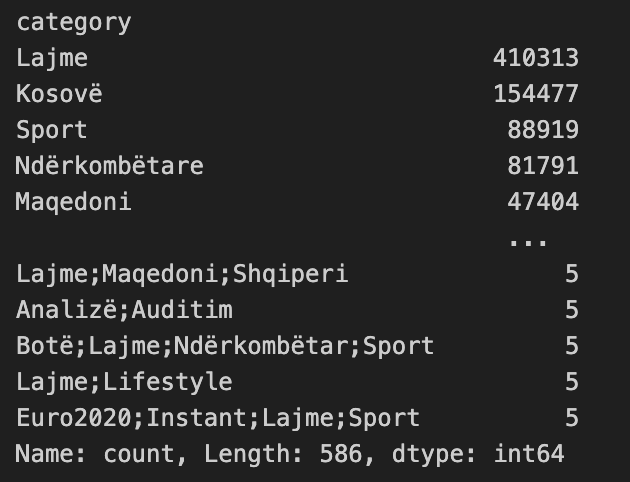 category
Lajme 410313
Kosovë 154477
Sport 88919
Ndërkombëtare 81791
Maqedoni 47404
...
Lajme;Maqedoni;Shqiperi 5
Analizë;Auditim 5
Botë;Lajme;Ndërkombëtar;Sport 5
Lajme;Lifestyle 5
Euro2020;Instant;Lajme;Sport 5
Name: count, Length: 586, dtype: int64